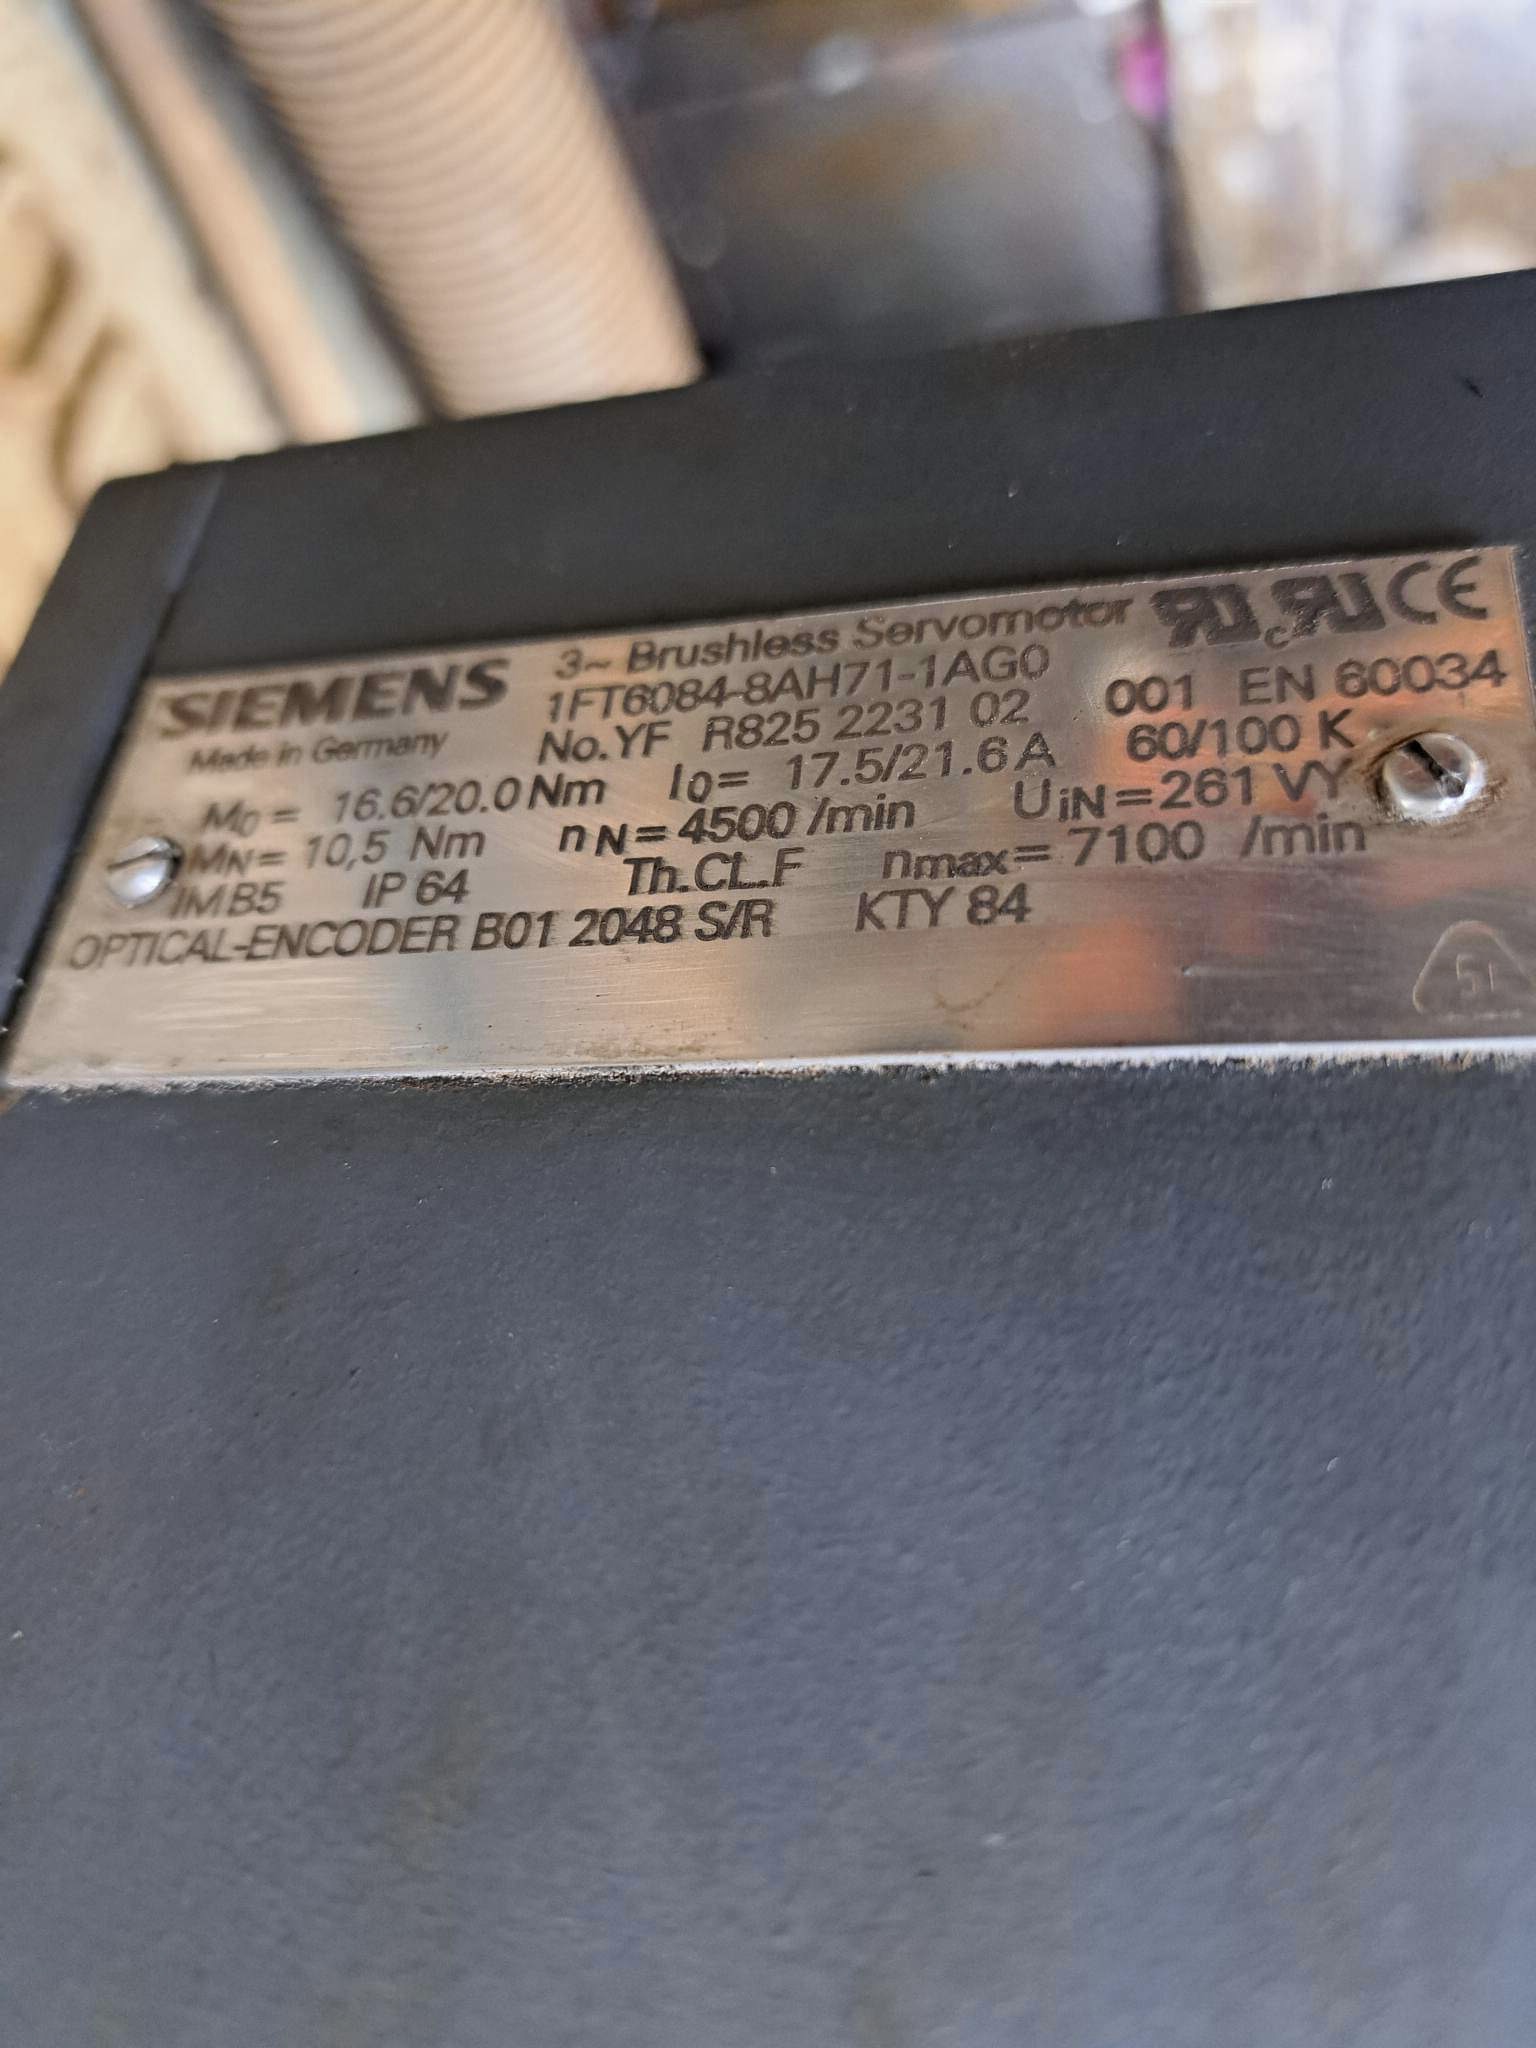 SIEMENS 3~ Brushless Servomotor
Made in Germany 1FT6084-8AH71-1AG0
No.YF R825 2231 02 001 EN 60034
M0 = 16.6/20.0 Nm I0 = 17.5/21.6 A 60/100 K
MN = 10,5 Nm nN = 4500 /min UiN = 261 VY
IMB5 IP 64 Th.CL.F nmax = 7100 /min
OPTICAL-ENCODER B01 2048 S/R KTY 84